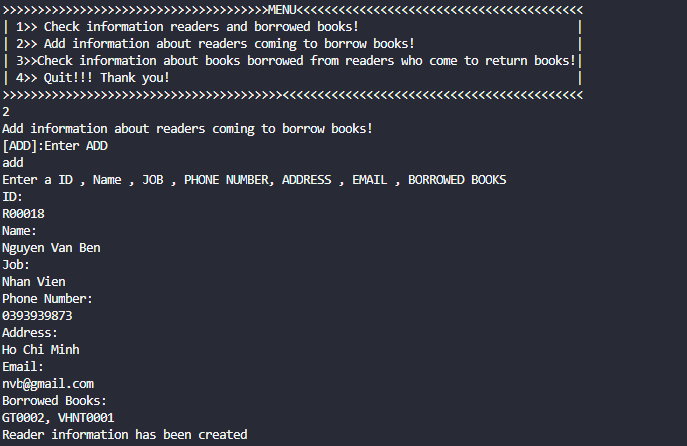 >>>>>>>>>>>>>>>>>>>>>>>>>>>>>>>>>>>>>>MENU<<<<<<<<<<<<<<<<<<<<<<<<<<<<<<<<<<<<<<<<<
| 1>> Check information readers and borrowed books!                               |
| 2>> Add information about readers coming to borrow books!                       |
| 3>>Check information about books borrowed from readers who come to return books!|
| 4>> Quit!!! Thank you!                                                          |
>>>>>>>>>>>>>>>>>>>>>>>>>>>>>>>>>>>>>>>><<<<<<<<<<<<<<<<<<<<<<<<<<<<<<<<<<<<<<<<<<<
2
Add information about readers coming to borrow books!
[ADD]:Enter ADD
add
Enter a ID , Name , JOB , PHONE NUMBER, ADDRESS , EMAIL , BORROWED BOOKS
ID:
R00018
Name:
Nguyen Van Ben
Job:
Nhan Vien
Phone Number:
0393939873
Address:
Ho Chi Minh
Email:
nvb@gmail.com
Borrowed Books:
GT0002, VHNT0001
Reader information has been created